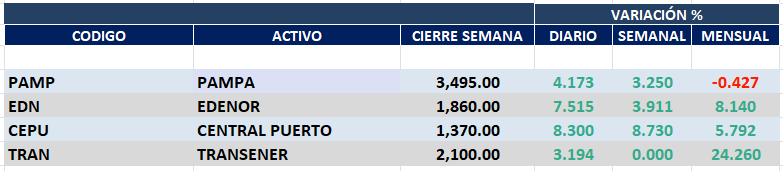 VARIACIÓN %
CODIGO ACTIVO CIERRE SEMANA DIARIO SEMANAL MENSUAL
PAMP PAMPA 3,495.00 4.173 3.250 -0.427
EDN EDENOR 1,860.00 7.515 3.911 8.140
CEPU CENTRAL PUERTO 1,370.00 8.300 8.730 5.792
TRAN TRANSENER 2,100.00 3.194 0.000 24.260